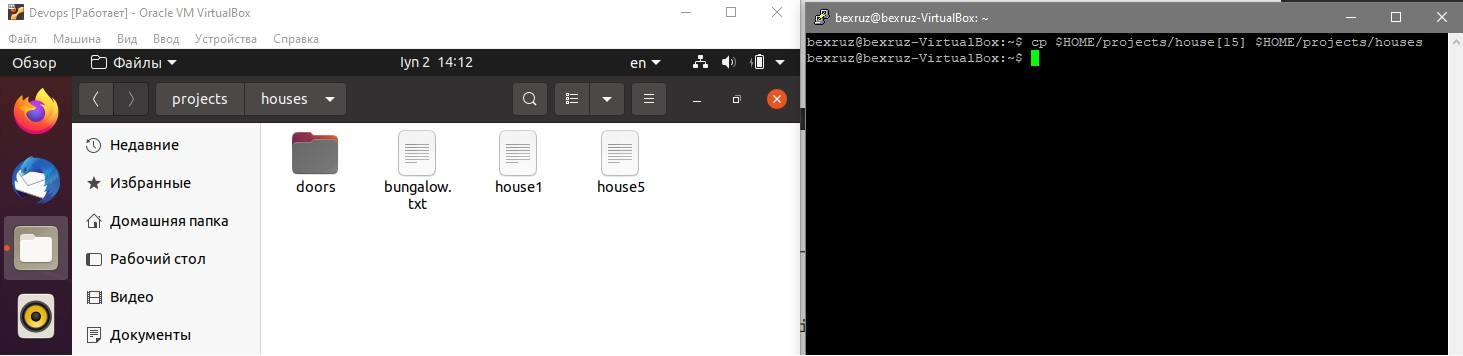 Devops [Работает] - Oracle VM VirtualBox
Файл Машина Вид Ввод Устройства Справка
Обзор Файлы Iyn 2 14:12 en
projects houses
Недавние
Избранные
Домашняя папка
Рабочий стол
Видео
Документы
doors
bungalow.
txt
house1
house5
bexruz@bexruz-VirtualBox: ~
bexruz@bexruz-VirtualBox:~$ cp $HOME/projects/house[15] $HOME/projects/houses
bexruz@bexruz-VirtualBox:~$